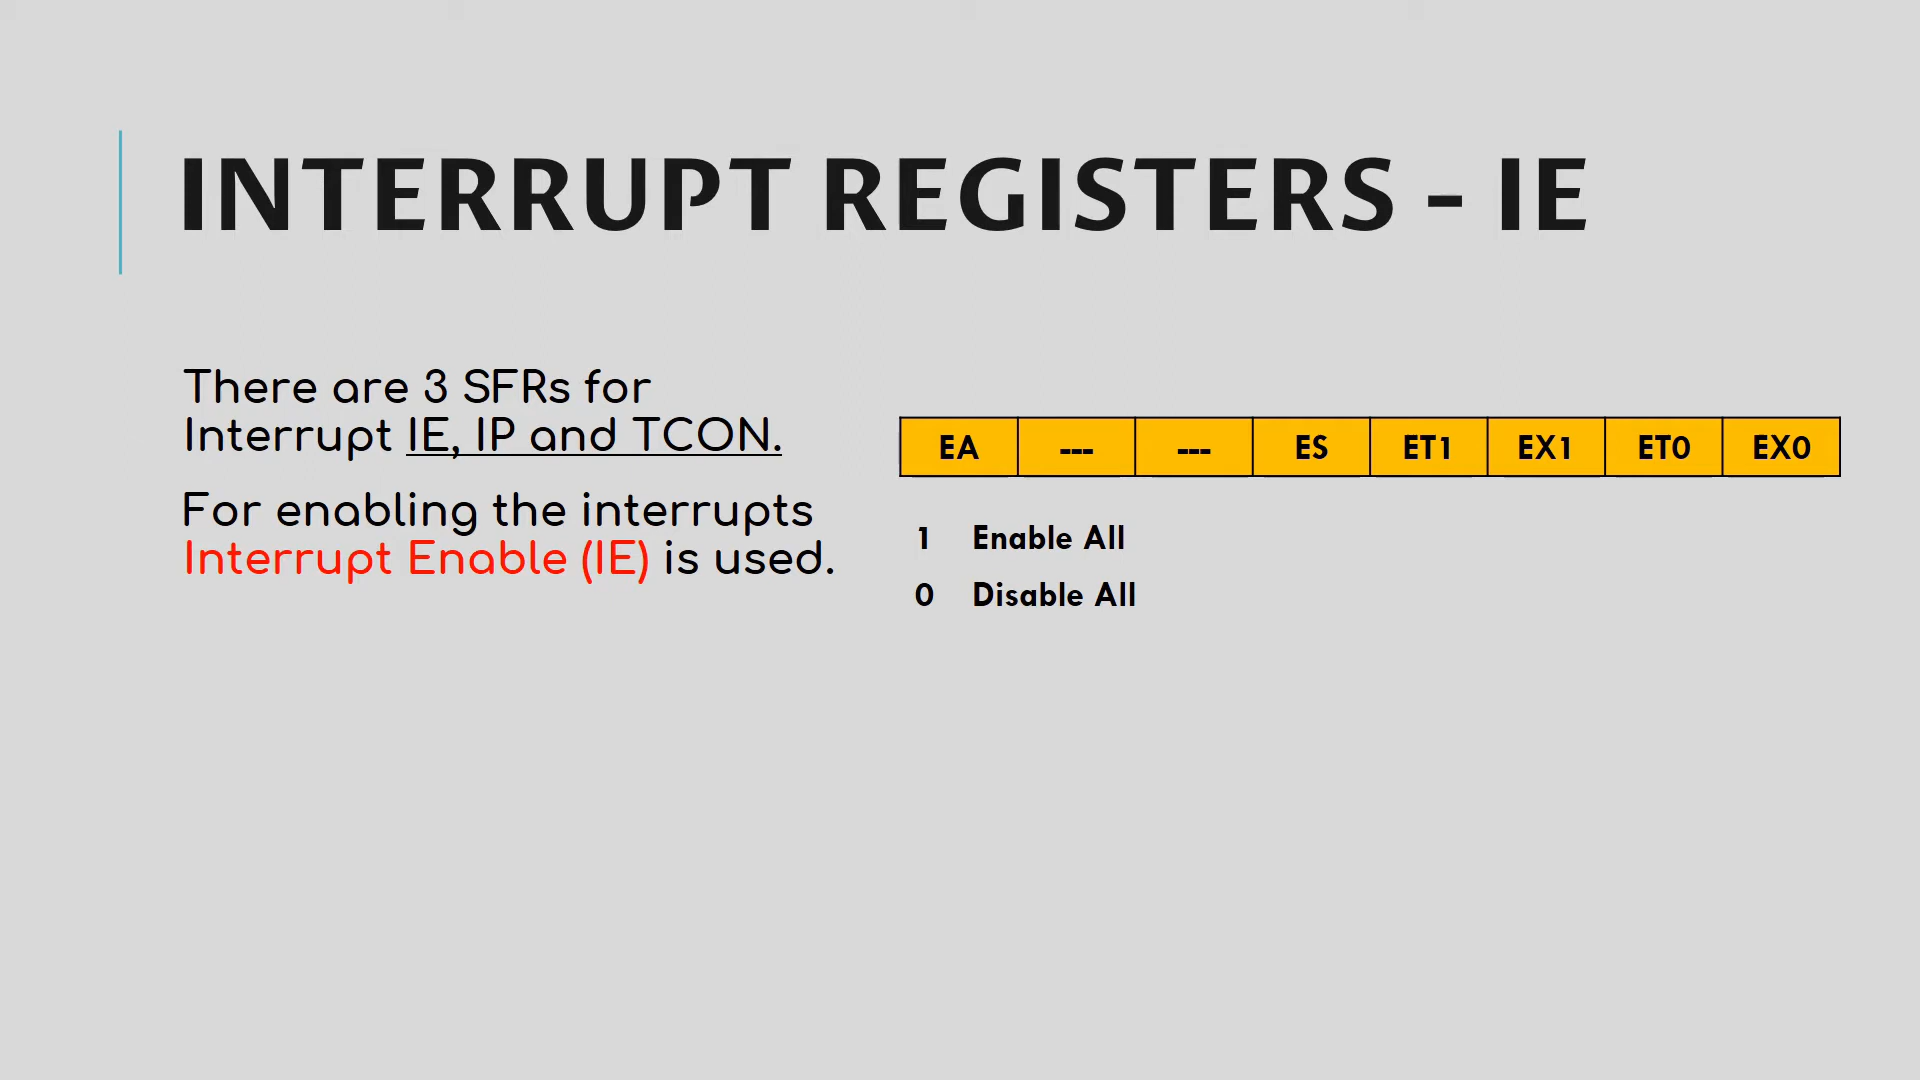 INTERRUPT REGISTERS - IE
There are 3 SFRs for
Interrupt IE, IP and TCON.
For enabling the interrupts
Interrupt Enable (IE) is used.
EA --- --- ES ET1 EX1 ET0 EX0
1 Enable All
0 Disable All